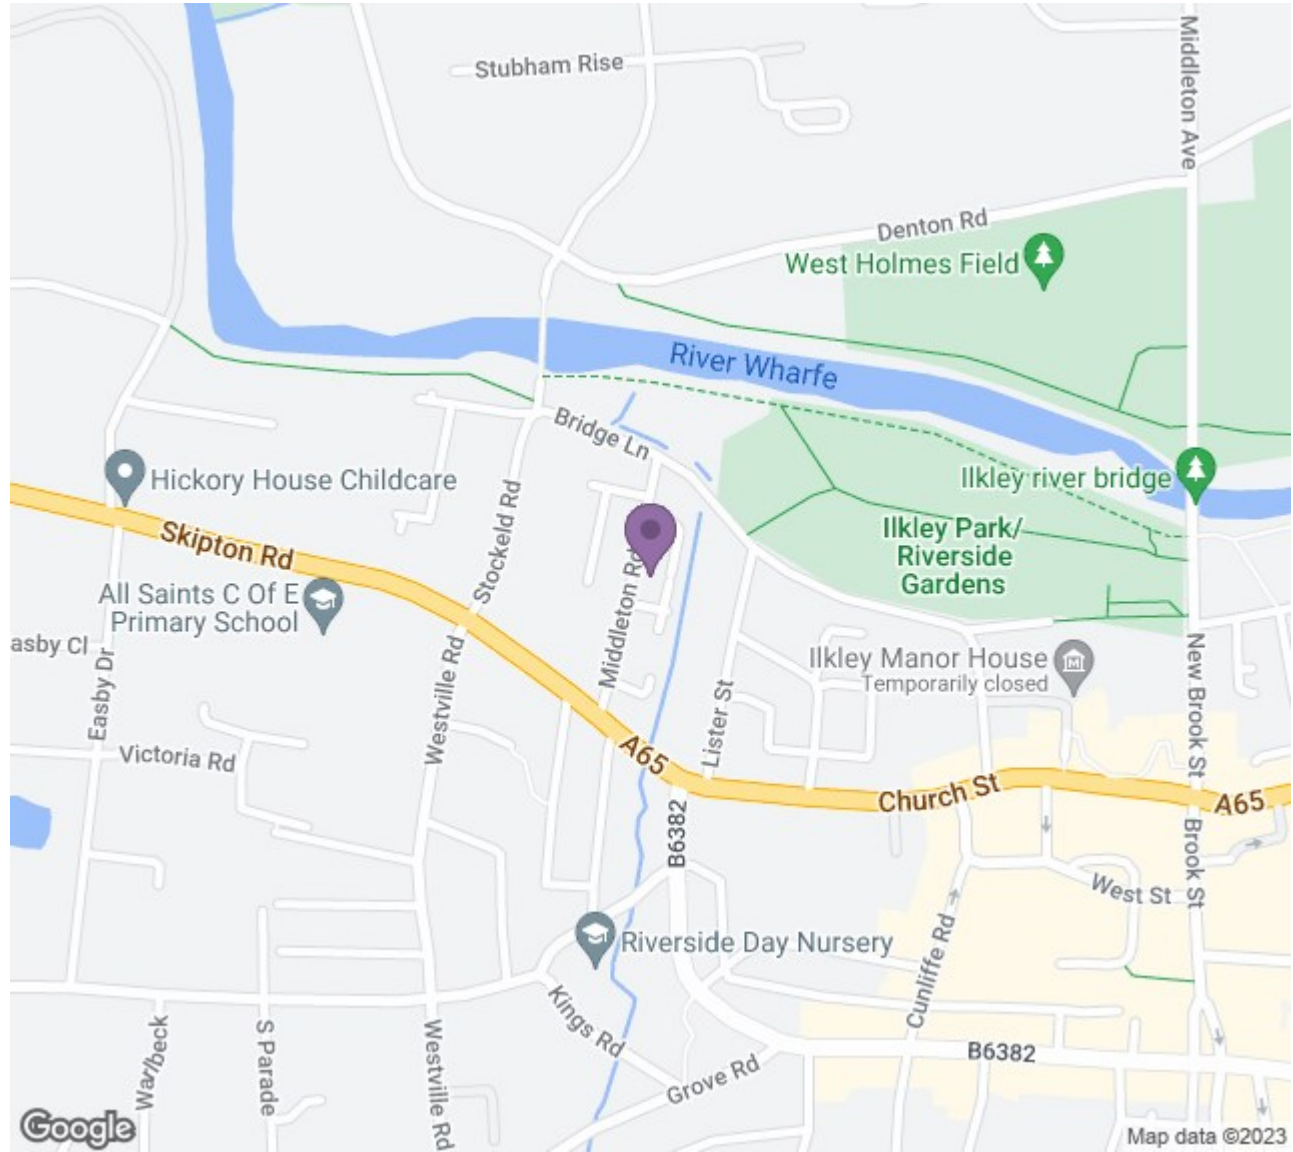 Stubham Rise
Middleton Ave
Denton Rd
West Holmes Field
River Wharfe
Bridge Ln
Hickory House Childcare
Ilkley river bridge
Skipton Rd
Stockeld Rd
Ilkley Park/
Riverside
Gardens
All Saints C Of E
Primary School
Middleton Rd
asby Cl
Easby Dr
Westville Rd
Ilkley Manor House
Temporarily closed
Lister St
New Brook St
Victoria Rd
A65
Church St
A65
B6382
Brook St
West St
Riverside Day Nursery
Cunliffe Rd
Kings Rd
Warlbeck
S Parade
Westville Rd
Grove Rd
B6382
Google
Map data ©2023